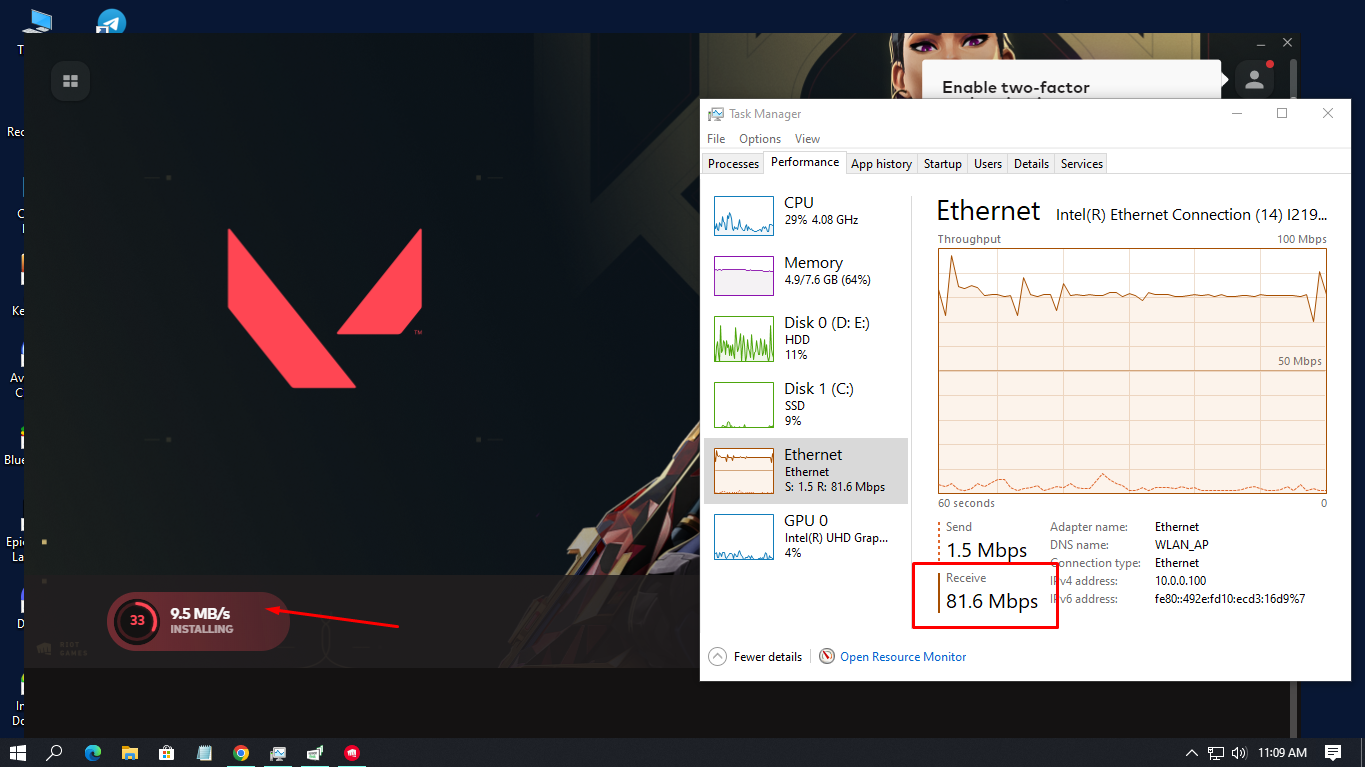 Enable two-factor
Task Manager
File Options View
Processes Performance App history Startup Users Details Services
CPU
29% 4.08 GHz
Memory
4.9/7.6 GB (64%)
Disk 0 (D: E:)
HDD
11%
Disk 1 (C:)
SSD
9%
Ethernet
Ethernet
S: 1.5 R: 81.6 Mbps
GPU 0
Intel(R) UHD Grap...
4%
Ethernet Intel(R) Ethernet Connection (14) I219...
Throughput 100 Mbps
50 Mbps
60 seconds 0
Send
1.5 Mbps
Receive
81.6 Mbps
Adapter name: Ethernet
DNS name: WLAN_AP
Connection type: Ethernet
IPv4 address: 10.0.0.100
IPv6 address: fe80::492e:fd10:ecd3:16d9%7
Fewer details Open Resource Monitor
TM
33
9.5 MB/s
INSTALLING
RIOT
GAMES
11:09 AM